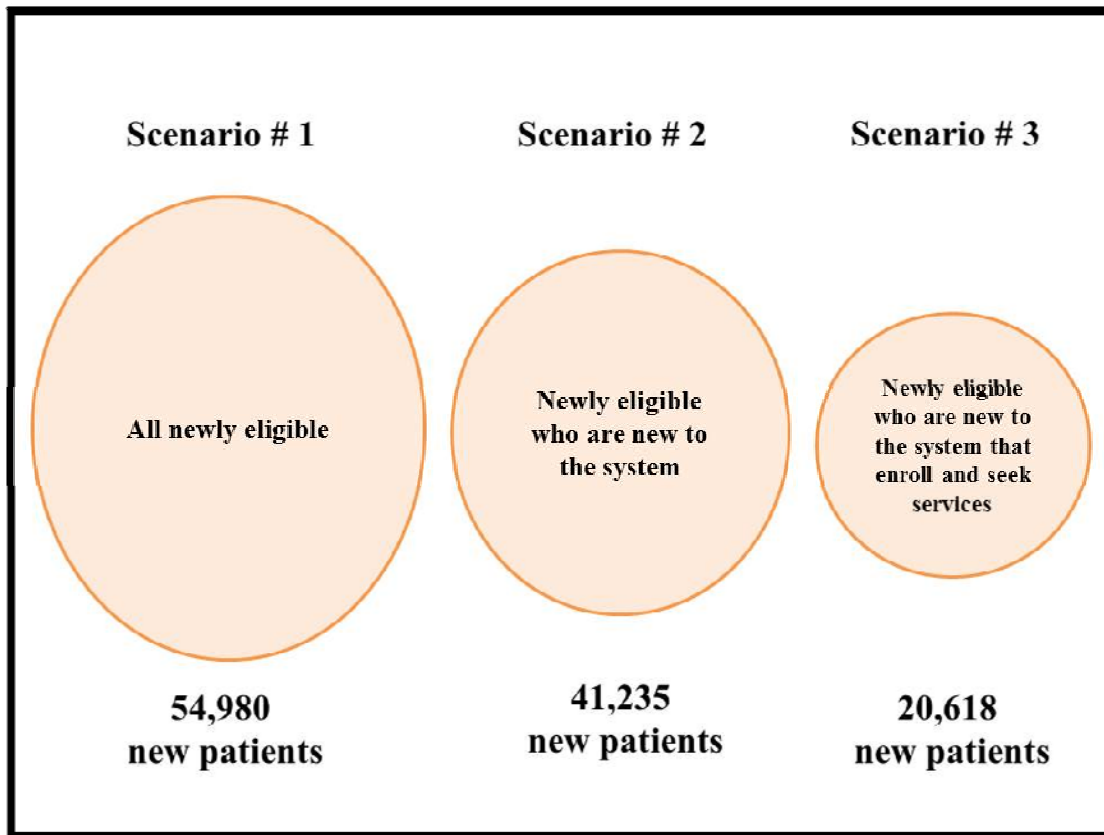 Scenario # 1
Scenario # 2
Scenario # 3
All newly eligible
Newly eligible
who are new to
the system
Newly eligible
who are new to
the system that
enroll and seek
services
54,980
new patients
41,235
new patients
20,618
new patients